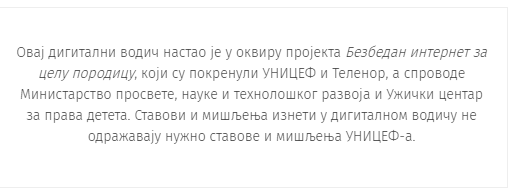 Овај дигитални водич настао је у оквиру пројекта Безбедан интернет за
целу породицу, који су покренули УНИЦЕФ и Теленор, а спроводе
Министарство просвете, науке и технолошког развоја и Ужички центар
за права детета. Ставови и мишљења изнети у дигиталном водичу не
одражавају нужно ставове и мишљења УНИЦЕФ-а.